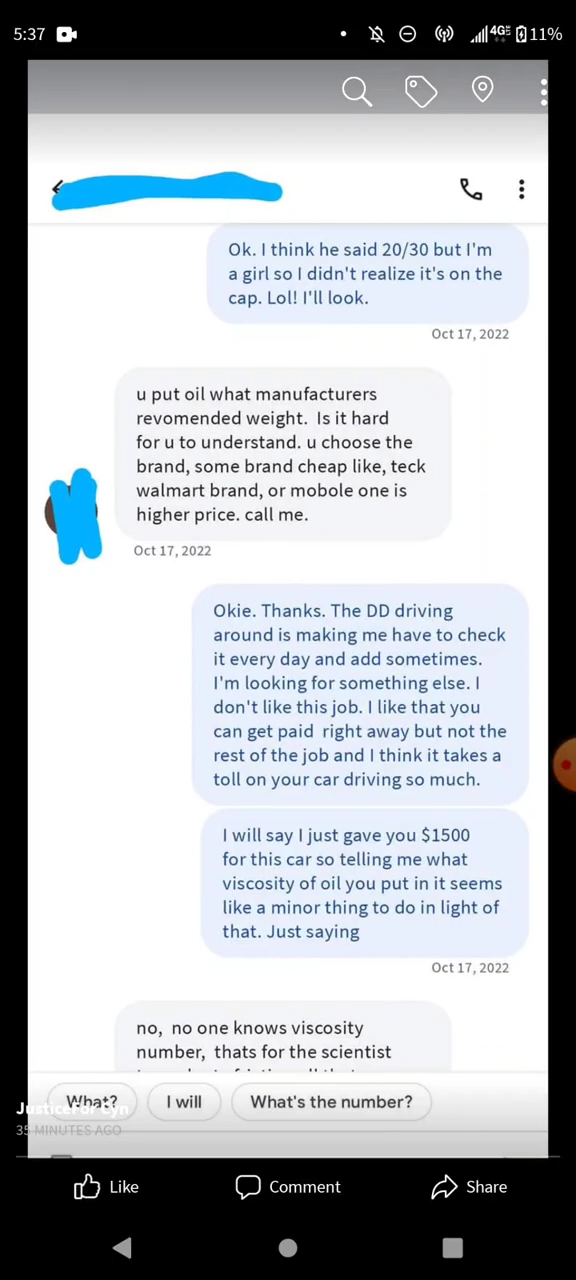 5:37
4G
11%
Ok. I think he said 20/30 but I'm
a girl so I didn't realize it's on the
cap. Lol! I'll look.
Oct 17, 2022
u put oil what manufacturers
revomended weight. Is it hard
for u to understand. u choose the
brand, some brand cheap like, teck
walmart brand, or mobole one is
higher price. call me.
Oct 17, 2022
Okie. Thanks. The DD driving
around is making me have to check
it every day and add sometimes.
I'm looking for something else. I
don't like this job. I like that you
can get paid right away but not the
rest of the job and I think it takes a
toll on your car driving so much.
I will say I just gave you $1500
for this car so telling me what
viscosity of oil you put in it seems
like a minor thing to do in light of
that. Just saying
Oct 17, 2022
no, no one knows viscosity
number, thats for the scientist
What?
I will
What's the number?
JusticeFor Cyn
35 MINUTES AGO
Like
Comment
Share